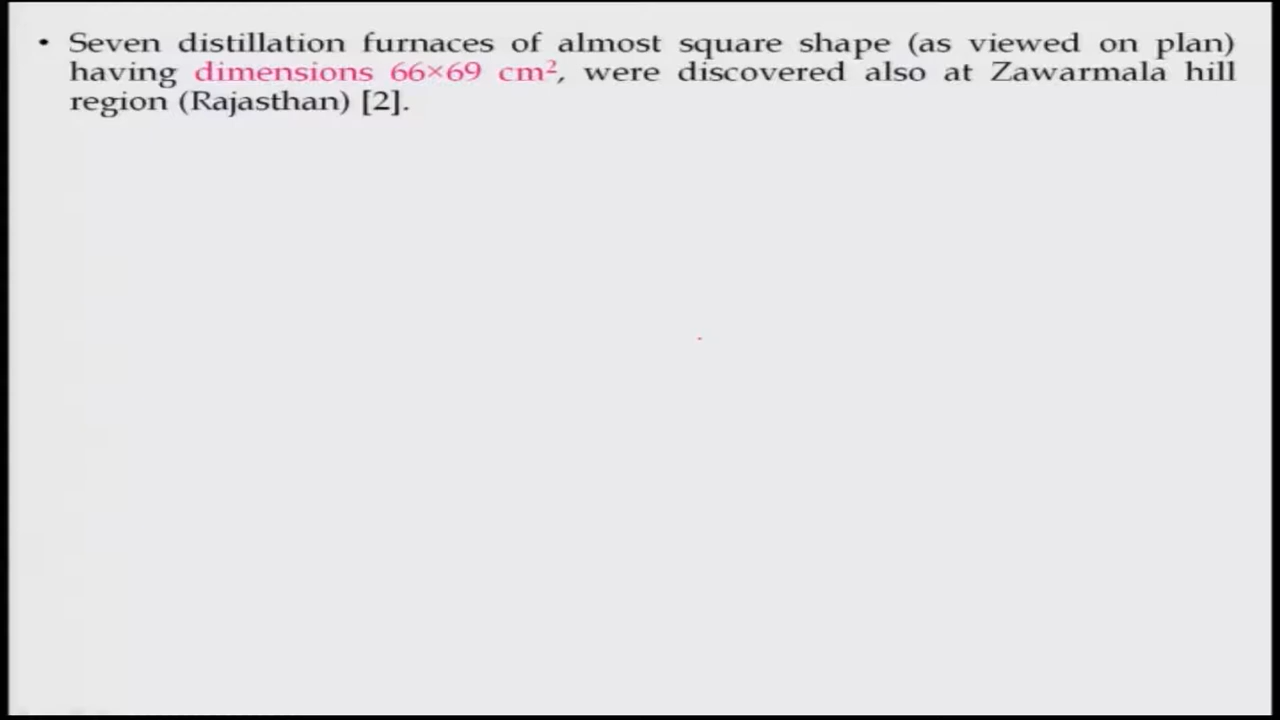 • Seven distillation furnaces of almost square shape (as viewed on plan)
having dimensions 66×69 cm², were discovered also at Zawarmala hill
region (Rajasthan) [2].